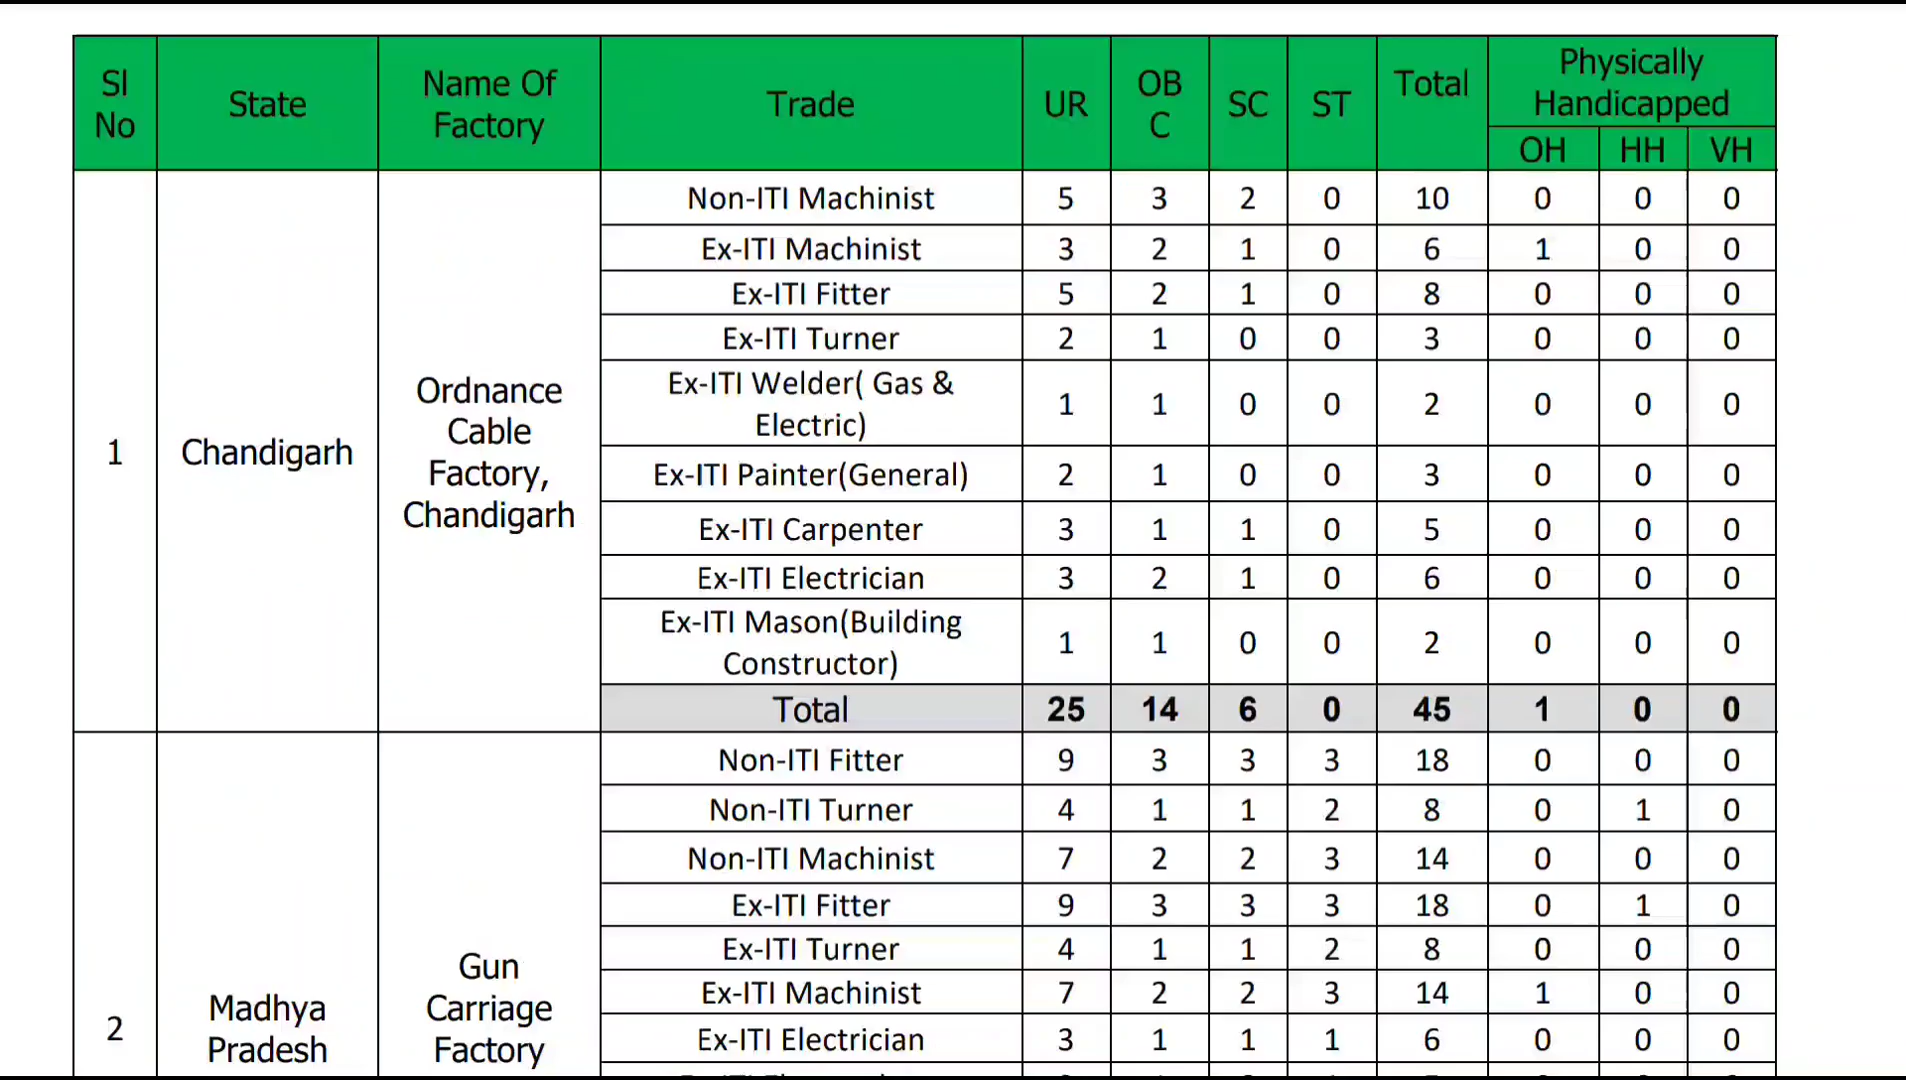 Sl No	State	Name Of Factory	Trade	UR	OB C	SC	ST	Total	Physically Handicapped
OH	HH	VH
1	Chandigarh	Ordnance Cable Factory, Chandigarh	Non-ITI Machinist	5	3	2	0	10	0	0	0
Ex-ITI Machinist	3	2	1	0	6	1	0	0
Ex-ITI Fitter	5	2	1	0	8	0	0	0
Ex-ITI Turner	2	1	0	0	3	0	0	0
Ex-ITI Welder( Gas & Electric)	1	1	0	0	2	0	0	0
Ex-ITI Painter(General)	2	1	0	0	3	0	0	0
Ex-ITI Carpenter	3	1	1	0	5	0	0	0
Ex-ITI Electrician	3	2	1	0	6	0	0	0
Ex-ITI Mason(Building Constructor)	1	1	0	0	2	0	0	0
Total	25	14	6	0	45	1	0	0
2	Madhya Pradesh	Gun Carriage Factory	Non-ITI Fitter	9	3	3	3	18	0	0	0
Non-ITI Turner	4	1	1	2	8	0	1	0
Non-ITI Machinist	7	2	2	3	14	0	0	0
Ex-ITI Fitter	9	3	3	3	18	0	1	0
Ex-ITI Turner	4	1	1	2	8	0	0	0
Ex-ITI Machinist	7	2	2	3	14	1	0	0
Ex-ITI Electrician	3	1	1	1	6	0	0	0